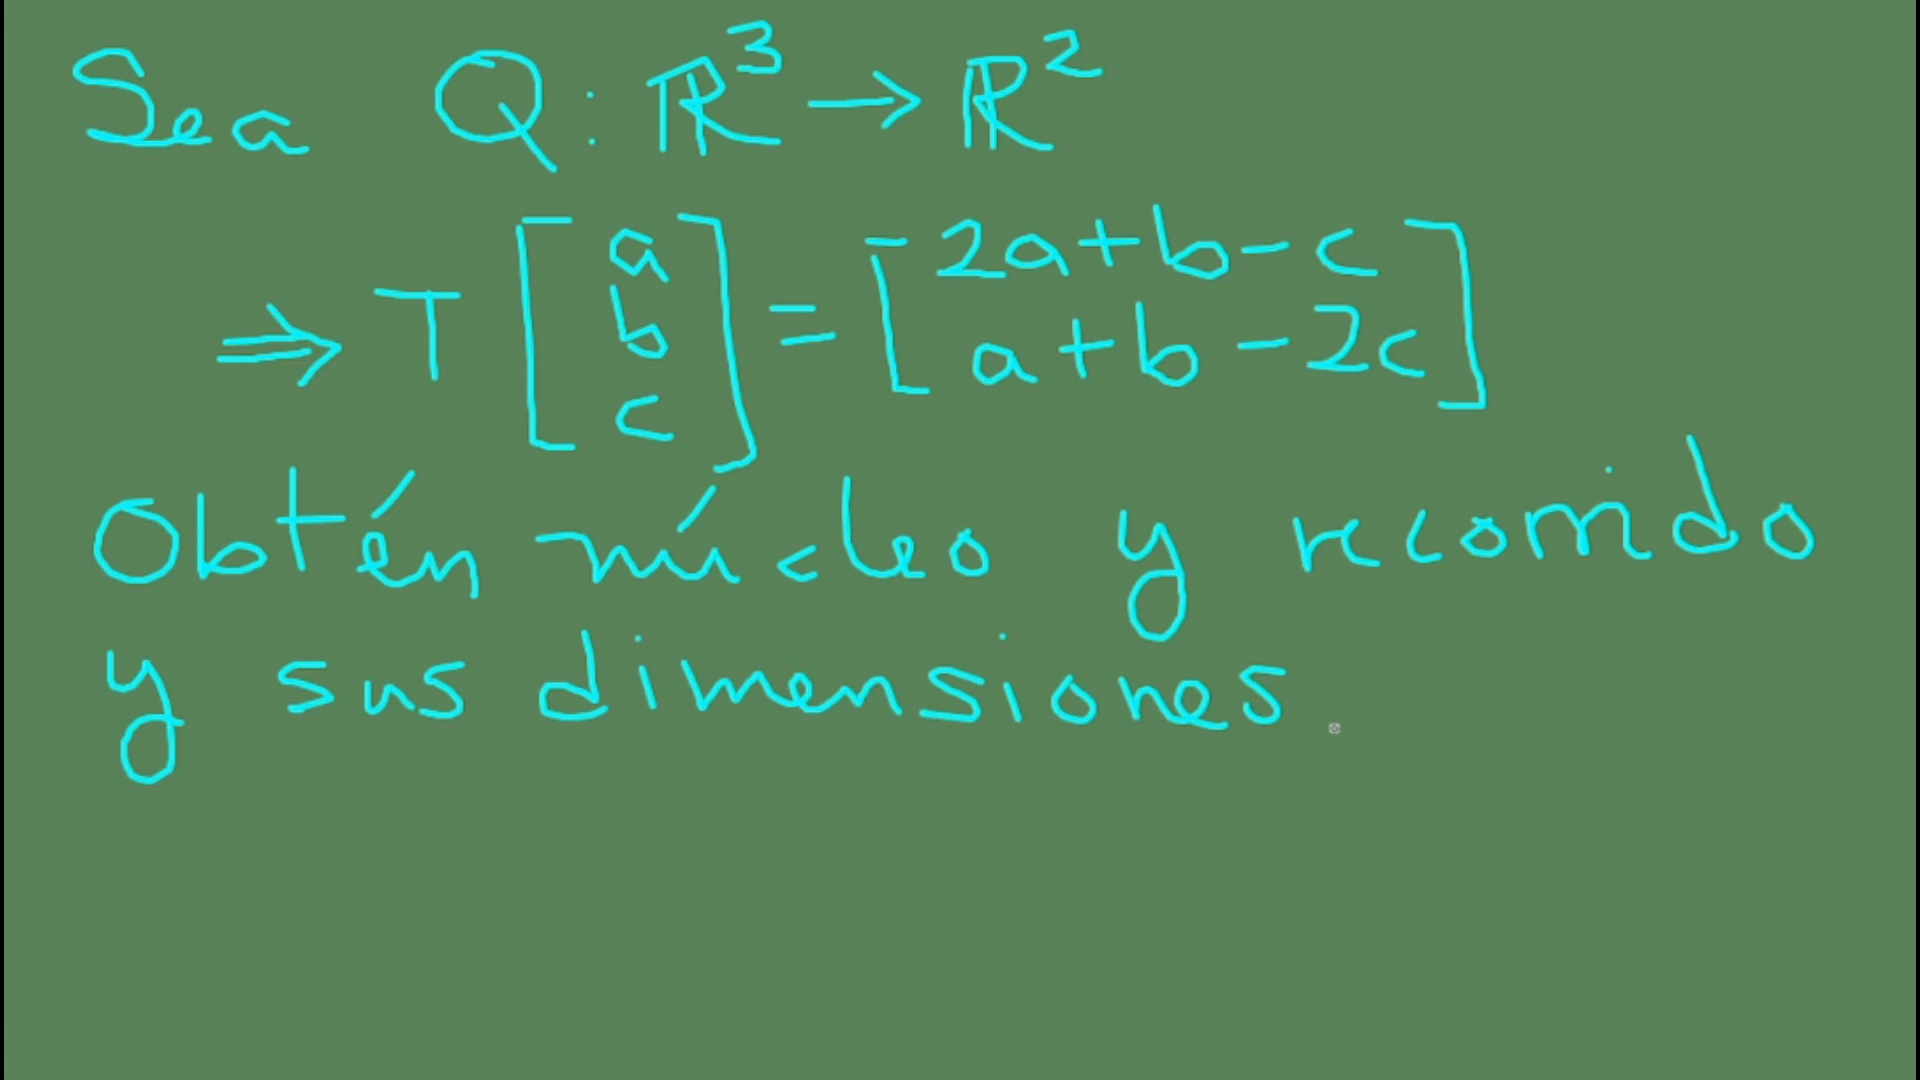 Sea Q: ℝ³ → ℝ²
⇒ T [a b c] = [2a+b-c a+b-2c]
Obtén núcleo y recorrido
y sus dimensiones.